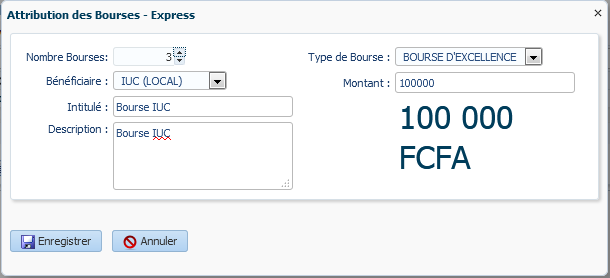 Attribution des Bourses - Express
Nombre Bourses: 3
Type de Bourse : BOURSE D'EXCELLENCE
Bénéficiaire : IUC (LOCAL)
Montant : 100000
Intitulé : Bourse IUC
Description : Bourse IUC
100 000
FCFA
Enregistrer
Annuler